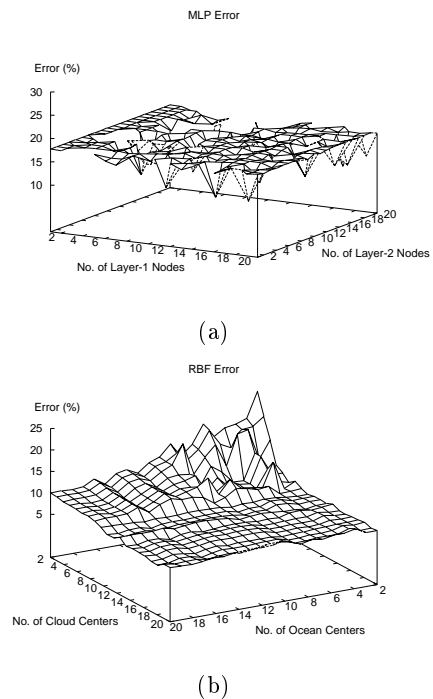 MLP Error
Error (%)
30
25
20
15
10
2 4 6 8 10 12 14 16 18 20
No. of Layer-1 Nodes
2 4 6 8 10 12 14 16 18 20
No. of Layer-2 Nodes
(a)
RBF Error
Error (%)
25
20
15
10
5
2 4 6 8 10 12 14 16 18 20
No. of Cloud Centers
20 18 16 14 12 10 8 6 4 2
No. of Ocean Centers
(b)